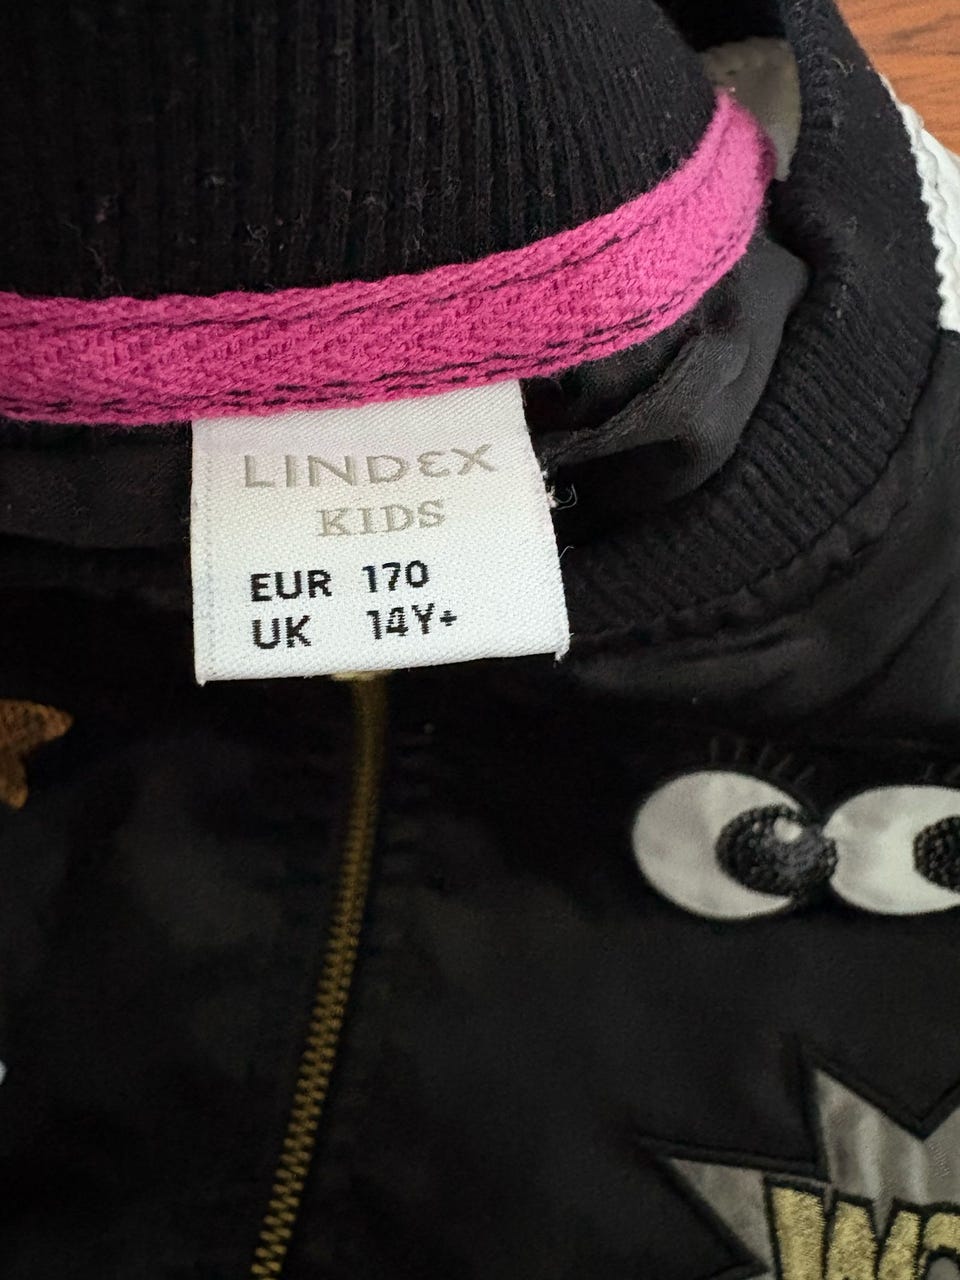 LINDEX
KIDS
EUR 170
UK 14Y+